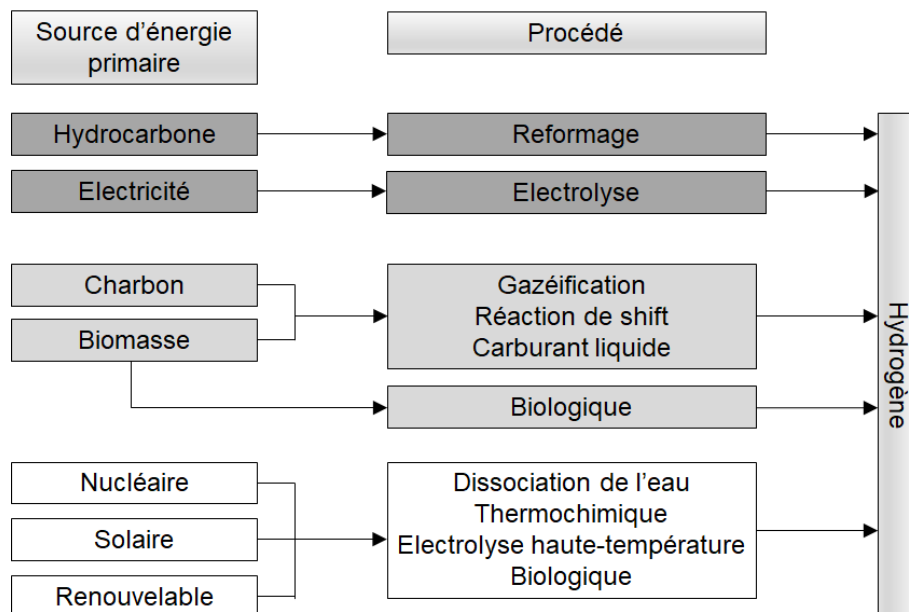 Source d’énergie
primaire
Procédé
Hydrocarbone
Reformage
Electricité
Electrolyse
Charbon
Biomasse
Gazéification
Réaction de shift
Carburant liquide
Biologique
Nucléaire
Solaire
Renouvelable
Dissociation de l’eau
Thermochimique
Electrolyse haute-température
Biologique
Hydrogène